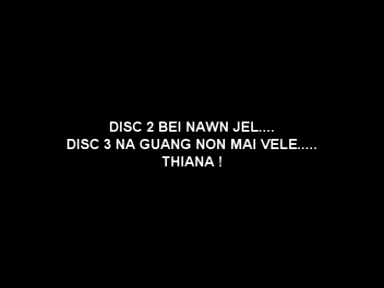 DISC 2 BEI NAWN JEL....
DISC 3 NA GUANG NON MAI VELE.....
THIANA !